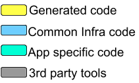 Generated code
Common Infra code
App specific code
3rd party tools